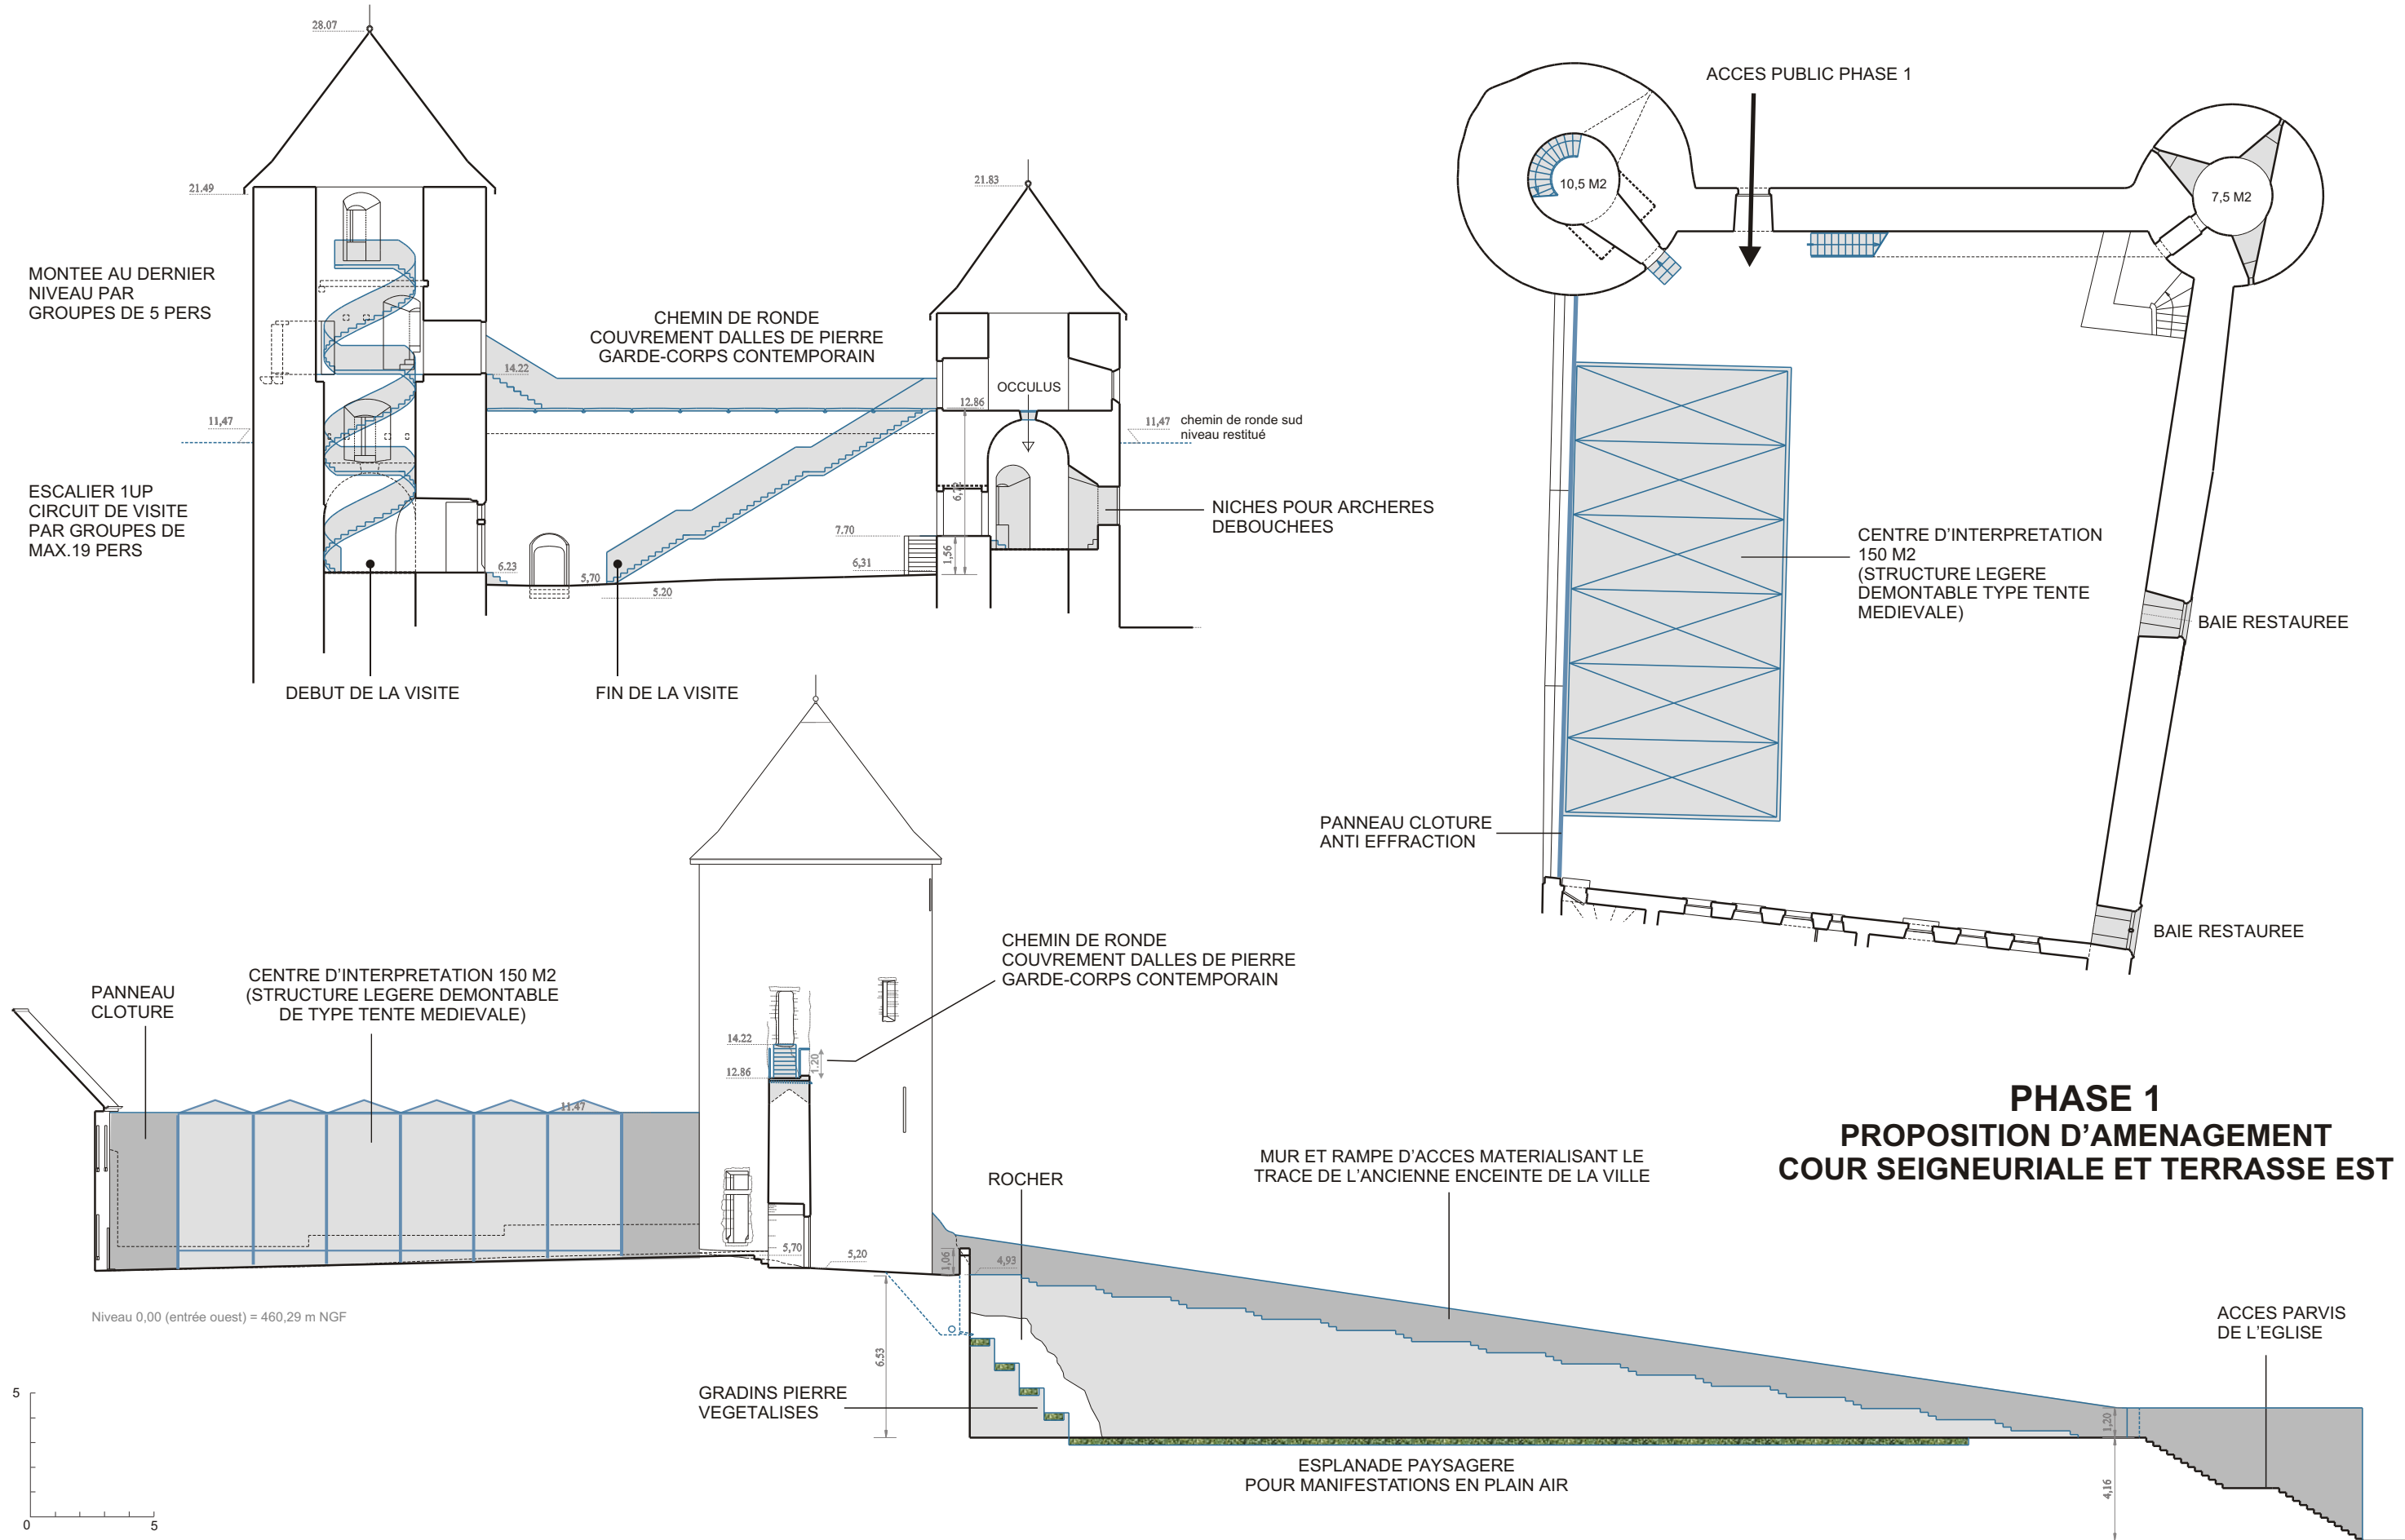 28.07
21.49
MONTEE AU DERNIER
NIVEAU PAR
GROUPES DE 5 PERS
11,47
ESCALIER 1UP
CIRCUIT DE VISITE
PAR GROUPES DE
MAX.19 PERS
CHEMIN DE RONDE
COUVREMENT DALLES DE PIERRE
GARDE-CORPS CONTEMPORAIN
14.22
21.83
OCCULUS
12.86
11,47
chemin de ronde sud
niveau restitué
NICHES POUR ARCHERES
DEBOUCHEES
7.70
1,56
6,31
6.23
5,70
5.20
DEBUT DE LA VISITE
FIN DE LA VISITE
ACCES PUBLIC PHASE 1
10,5 M2
7,5 M2
CENTRE D'INTERPRETATION
150 M2
(STRUCTURE LEGERE
DEMONTABLE TYPE TENTE
MEDIEVALE)
BAIE RESTAUREE
PANNEAU CLOTURE
ANTI EFFRACTION
BAIE RESTAUREE
PANNEAU
CLOTURE
CENTRE D'INTERPRETATION 150 M2
(STRUCTURE LEGERE DEMONTABLE
DE TYPE TENTE MEDIEVALE)
11.47
CHEMIN DE RONDE
COUVREMENT DALLES DE PIERRE
GARDE-CORPS CONTEMPORAIN
14.22
1.20
12.86
5,70
5,20
1,06
4,93
6.53
ROCHER
MUR ET RAMPE D'ACCES MATERIALISANT LE
TRACE DE L'ANCIENNE ENCEINTE DE LA VILLE
PHASE 1
PROPOSITION D'AMENAGEMENT
COUR SEIGNEURIALE ET TERRASSE EST
Niveau 0,00 (entrée ouest) = 460,29 m NGF
GRADINS PIERRE
VEGETALISES
ESPLANADE PAYSAGERE
POUR MANIFESTATIONS EN PLAIN AIR
ACCES PARVIS
DE L'EGLISE
1,20
4,16
5
0
5